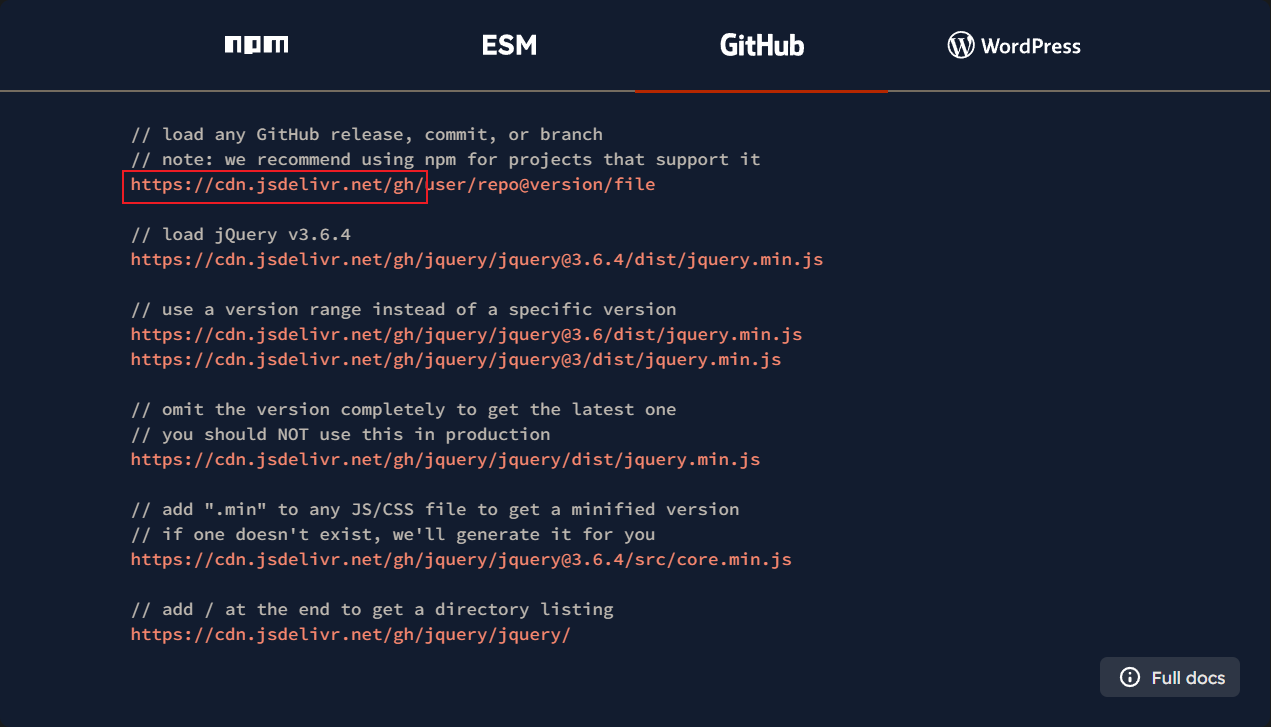 npm
ESM
GitHub
WordPress
// load any GitHub release, commit, or branch
// note: we recommend using npm for projects that support it
https://cdn.jsdelivr.net/gh/user/repo@version/file
// load jQuery v3.6.4
https://cdn.jsdelivr.net/gh/jquery/jquery@3.6.4/dist/jquery.min.js
// use a version range instead of a specific version
https://cdn.jsdelivr.net/gh/jquery/jquery@3.6/dist/jquery.min.js
https://cdn.jsdelivr.net/gh/jquery/jquery@3/dist/jquery.min.js
// omit the version completely to get the latest one
// you should NOT use this in production
https://cdn.jsdelivr.net/gh/jquery/jquery/dist/jquery.min.js
// add ".min" to any JS/CSS file to get a minified version
// if one doesn't exist, we'll generate it for you
https://cdn.jsdelivr.net/gh/jquery/jquery@3.6.4/src/core.min.js
// add / at the end to get a directory listing
https://cdn.jsdelivr.net/gh/jquery/jquery/
Full docs